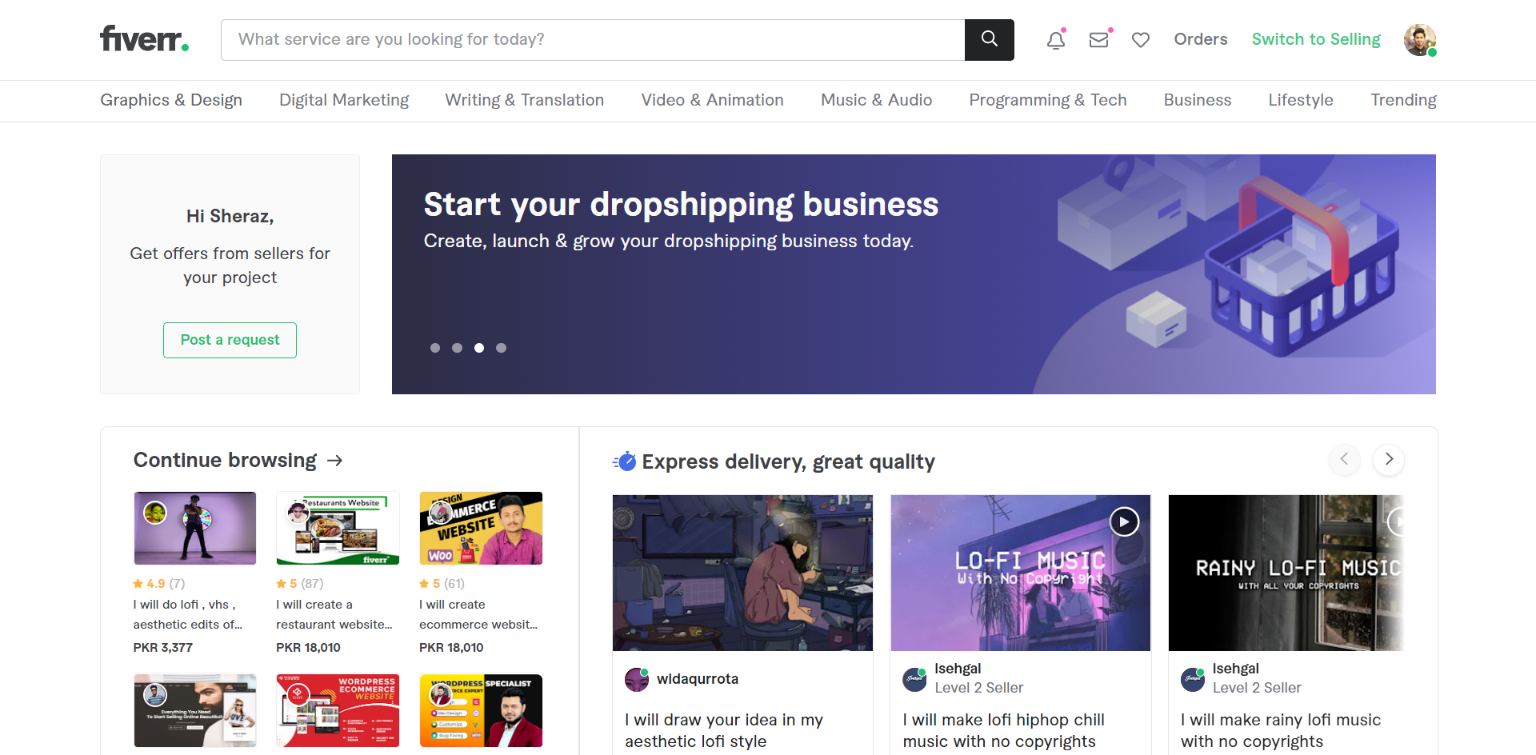 fiverr.
What service are you looking for today?
Orders
Switch to Selling
Graphics & Design
Digital Marketing
Writing & Translation
Video & Animation
Music & Audio
Programming & Tech
Business
Lifestyle
Trending
Hi Sheraz,
Get offers from sellers for
your project
Post a request
Start your dropshipping business
Create, launch & grow your dropshipping business today.
Continue browsing →
Restaurants Website
fiverr
DESIGN
ECOMMERCE
WEBSITE
WOO
4.9 (7)
I will do lofi , vhs ,
aesthetic edits of...
PKR 3,377
5 (87)
I will create a
restaurant website...
PKR 18,010
5 (61)
I will create
ecommerce websit...
PKR 18,010
Everything You Need
To Start Selling Online Beautifully
WORDPRESS
ECOMMERCE
WEBSITE
WORDPRESS SPECIALIST
EXPERT
Customize
Bug Fixing
Express delivery, great quality
LO-FI MUSIC
With No Copyright
RAINY LO-FI MUSIC
WITH ALL YOUR COPYRIGHTS
widaqurrota
I will draw your idea in my
aesthetic lofi style
lsehgal
Level 2 Seller
I will make lofi hiphop chill
music with no copyrights
lsehgal
Level 2 Seller
I will make rainy lofi music
with no copyrights